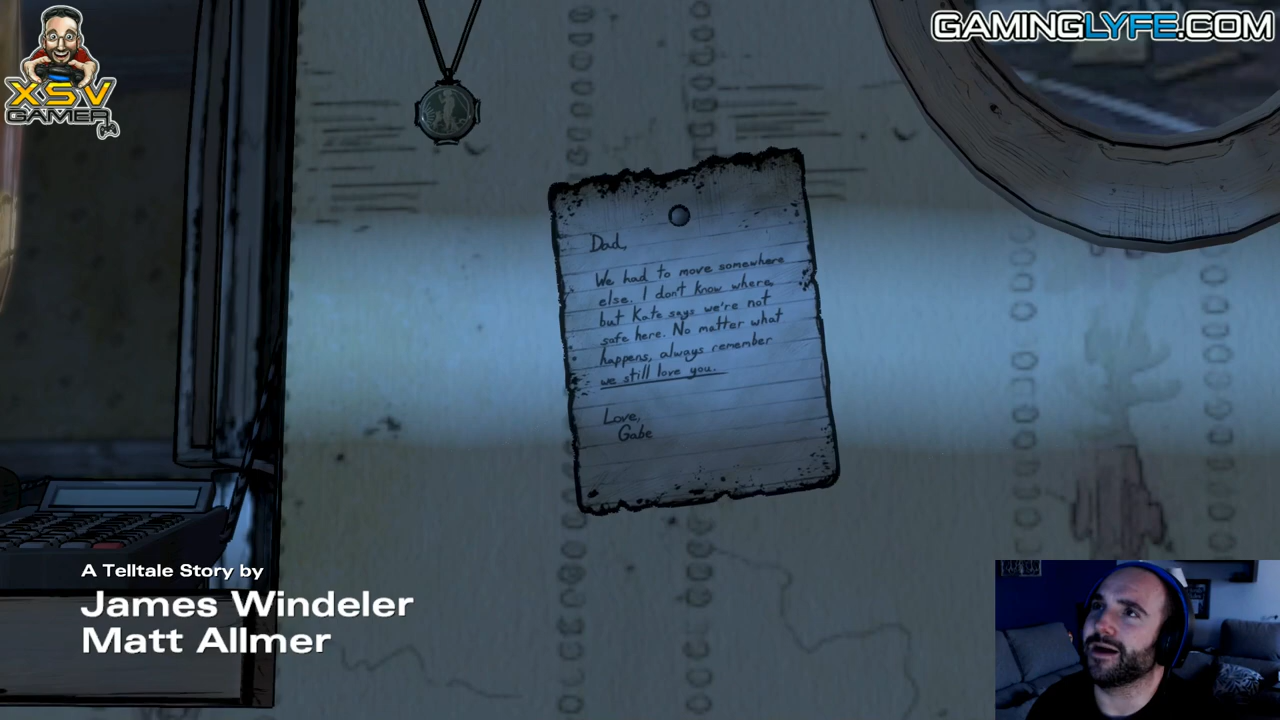 XSV
GAMER
GAMINGLYFE.COM
Dad,
We had to move somewhere
else. I don't know where,
but Kate says we're not
safe here. No matter what
happens, always remember
we still love you.
Love,
Gabe
A Telltale Story by
James Windeler
Matt Allmer